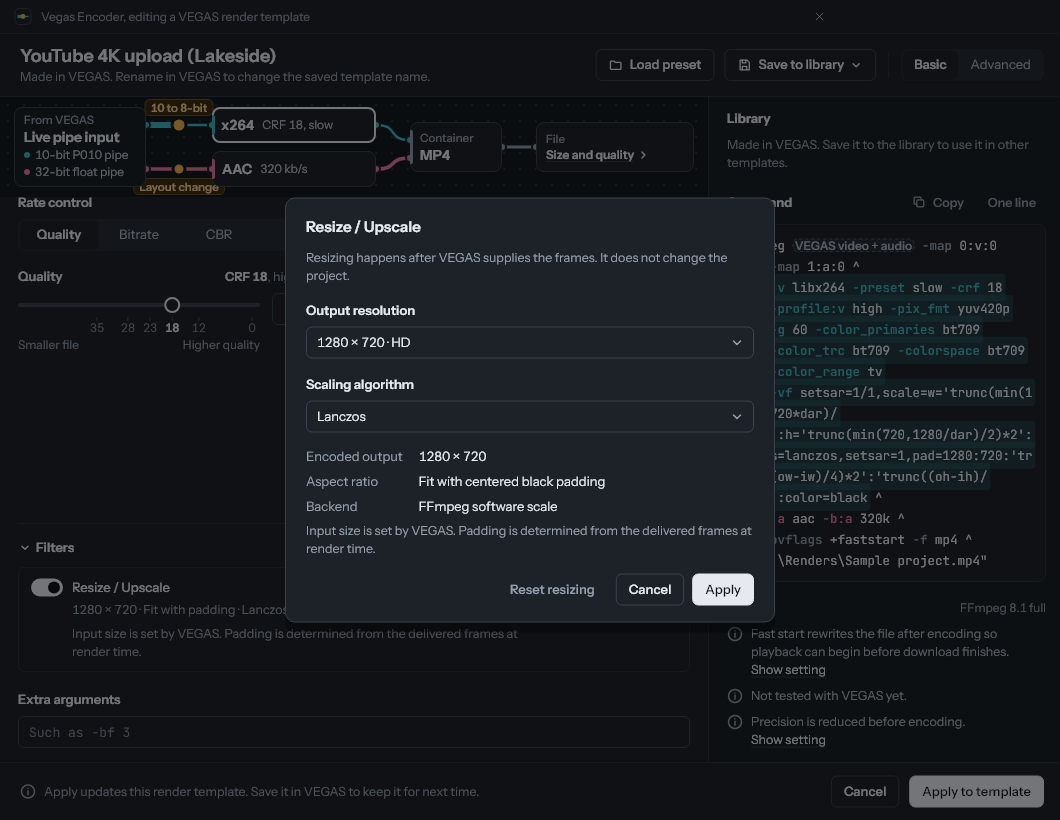 Vegas Encoder, editing a VEGAS render template
YouTube 4K upload (Lakeside)
Made in VEGAS. Rename in VEGAS to change the saved template name.
Load preset
Save to library
Basic
Advanced
From VEGAS
Live pipe input
10-bit P010 pipe
32-bit float pipe
10 to 8-bit
Layout change
x264 CRF 18, slow
AAC 320 kb/s
Container
MP4
File
Size and quality
Library
Made in VEGAS. Save it to the library to use it in other
templates.
Rate control
Quality
Bitrate
CBR
Quality
CRF 18
35 28 23 18 12 0
Smaller file
Higher quality
Copy
One line
VEGAS video + audio -map 0:v:0
-map 1:a:0 ^
libx264 -preset slow -crf 18
-profile:v high -pix_fmt yuv420p
60 -color_primaries bt709
-color_trc bt709 -colorspace bt709
-color_range tv
-vf setsar=1/1,scale=w='trunc(min(1
720*dar)/
:h='trunc(min(720,1280/dar)/2)*2':
=lanczos,setsar=1,pad=1280:720:'tr
(ow-iw)/4)*2':'trunc((oh-ih)/
:color=black ^
aac -b:a 320k ^
+faststart -f mp4 ^
\Renders\Sample project.mp4"
Resize / Upscale
Resizing happens after VEGAS supplies the frames. It does not change the
project.
Output resolution
1280 × 720 · HD
Scaling algorithm
Lanczos
Encoded output 1280 × 720
Aspect ratio Fit with centered black padding
Backend FFmpeg software scale
Input size is set by VEGAS. Padding is determined from the delivered frames at
render time.
Reset resizing
Cancel
Apply
Filters
Resize / Upscale
1280 × 720 · Fit with padding · Lanczos
Input size is set by VEGAS. Padding is determined from the delivered frames at
render time.
Extra arguments
Such as -bf 3
FFmpeg 8.1 full
Fast start rewrites the file after encoding so
playback can begin before download finishes.
Show setting
Not tested with VEGAS yet.
Precision is reduced before encoding.
Show setting
Apply updates this render template. Save it in VEGAS to keep it for next time.
Cancel
Apply to template